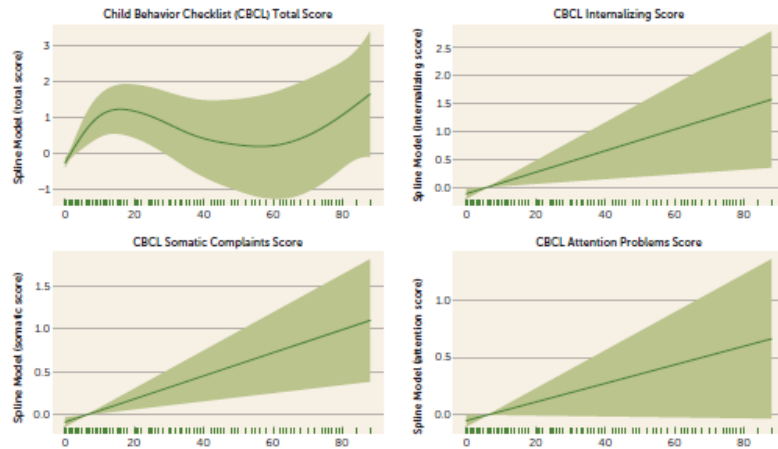 Child Behavior Checklist (CBCL) Total Score
Spline Model (total score)
3
2
1
0
−1
0 20 40 60 80
CBCL Internalizing Score
Spline Model (internalizing score)
2.5
2.0
1.5
1.0
0.5
0.0
0 20 40 60 80
CBCL Somatic Complaints Score
Spline Model (somatic score)
1.5
1.0
0.5
0.0
0 20 40 60 80
CBCL Attention Problems Score
Spline Model (attention score)
1.0
0.5
0.0
0 20 40 60 80